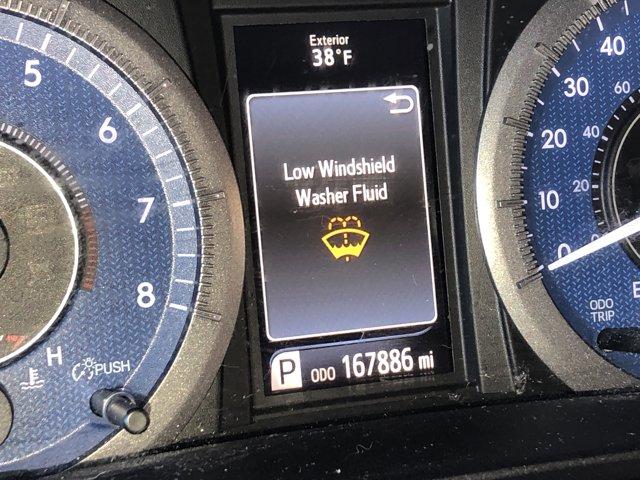 Exterior
38°F
Low Windshield
Washer Fluid
P ODO 167886 mi
5
6
7
8
H
PUSH
40
30
20
10
0
60
40
20
0
ODO
TRIP
E